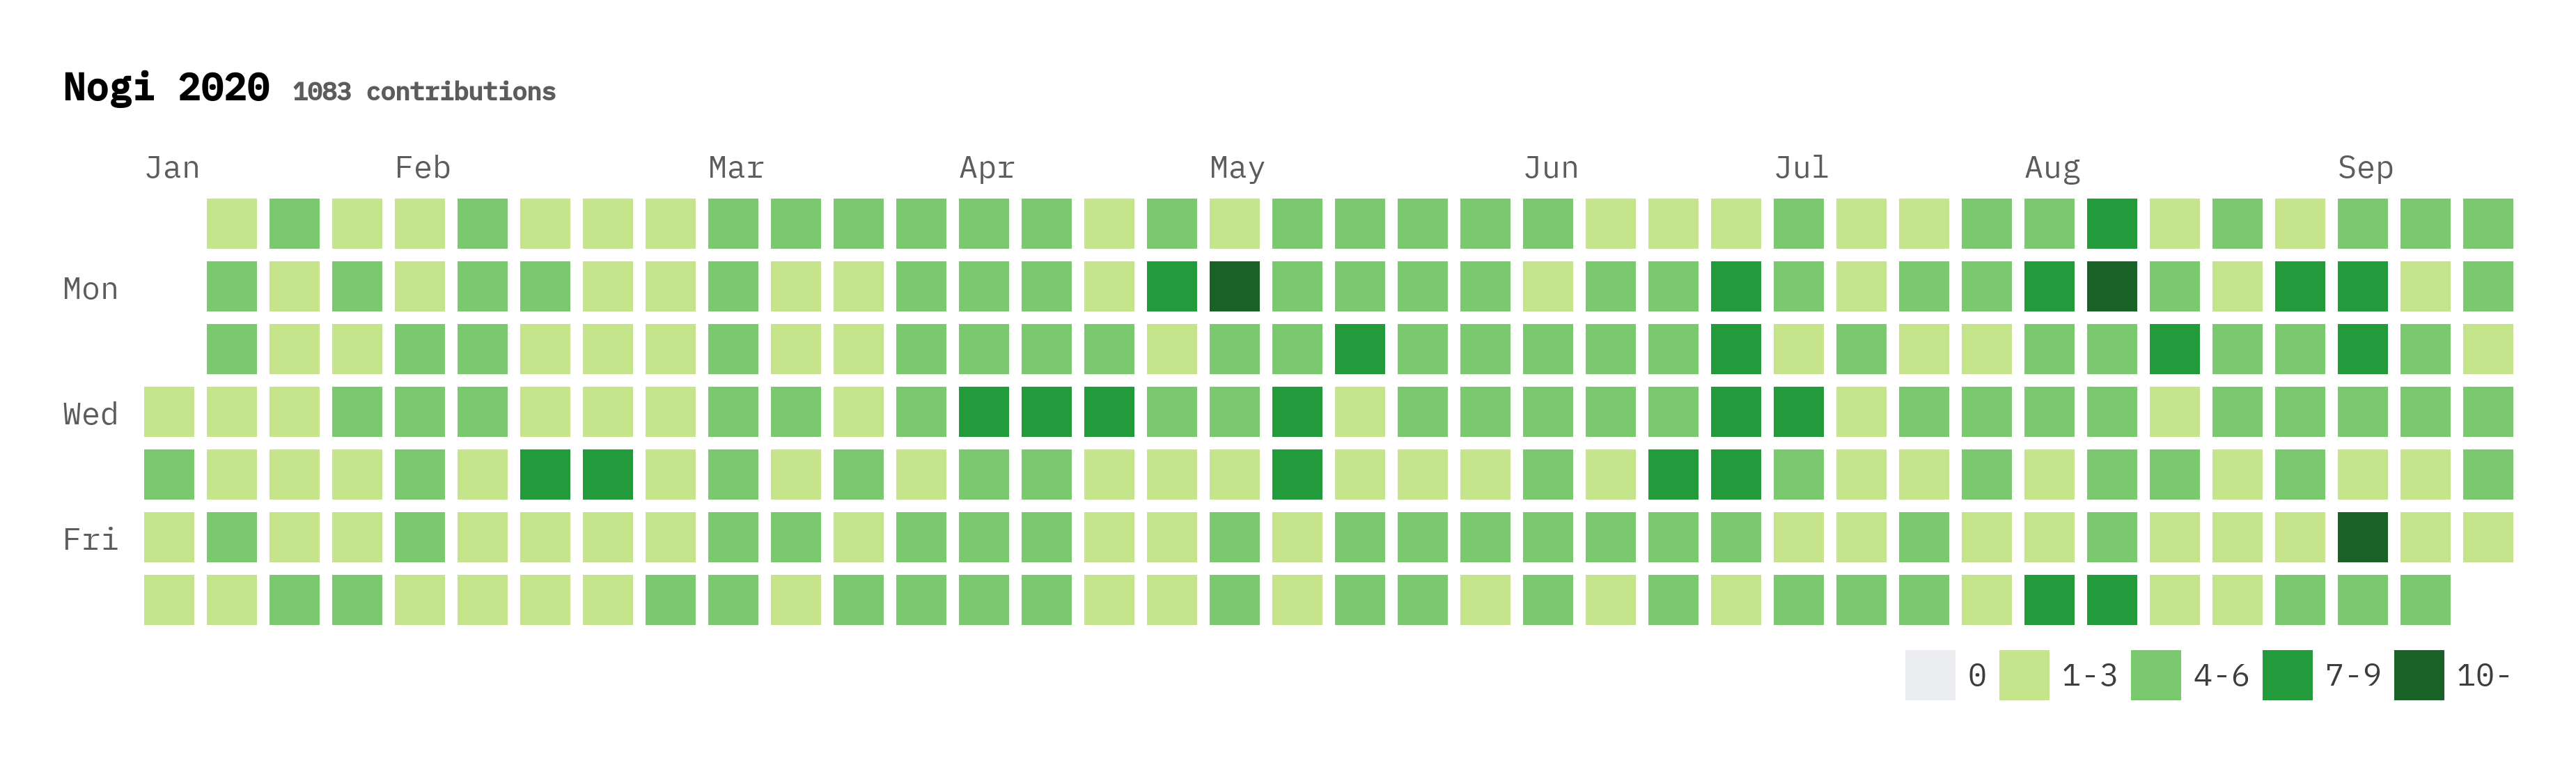 Nogi 2020 1083 contributions
Jan Feb Mar Apr May Jun Jul Aug Sep
Mon
Wed
Fri
0 1-3 4-6 7-9 10-